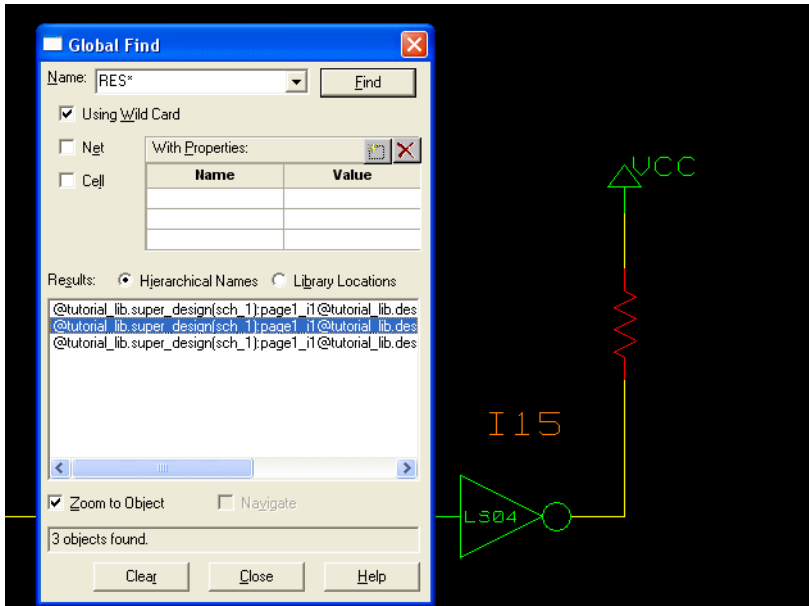 Global Find
Name: RES* Find
Using Wild Card
Net With Properties:
Cell Name Value
Results: Hierarchical Names Library Locations
@tutorial_lib.super_design(sch_1):page1_i1@tutorial_lib.des
@tutorial_lib.super_design(sch_1):page1_i1@tutorial_lib.des
@tutorial_lib.super_design(sch_1):page1_i1@tutorial_lib.des
Zoom to Object Navigate
3 objects found.
Clear Close Help
VCC
I15
LS04